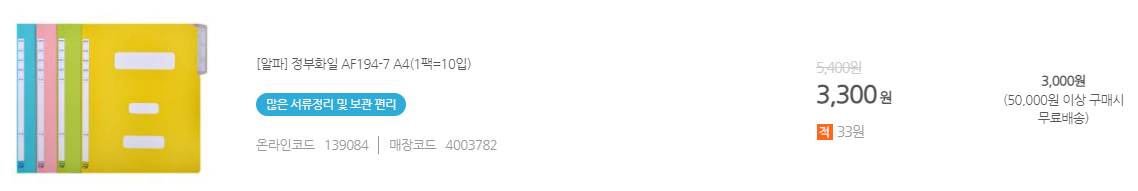 [알파] 정부화일 AF194-7 A4(1팩=10입)
많은 서류정리 및 보관 편리
온라인코드 139084 | 매장코드 4003782
5,400원
3,300원
적 33원
3,000원
(50,000원 이상 구매시
무료배송)